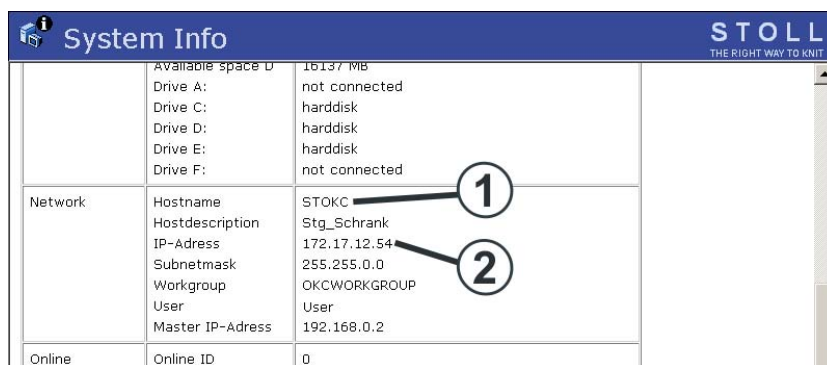 System Info
STOLL
THE RIGHT WAY TO KNIT
Available space D 16137 MB
Drive A: not connected
Drive C: harddisk
Drive D: harddisk
Drive E: harddisk
Drive F: not connected
Network Hostname STOKC 1
Hostdescription Stg_Schrank
IP-Adress 172.17.12.54 2
Subnetmask 255.255.0.0
Workgroup OKCWORKGROUP
User User
Master IP-Adress 192.168.0.2
Online Online ID 0